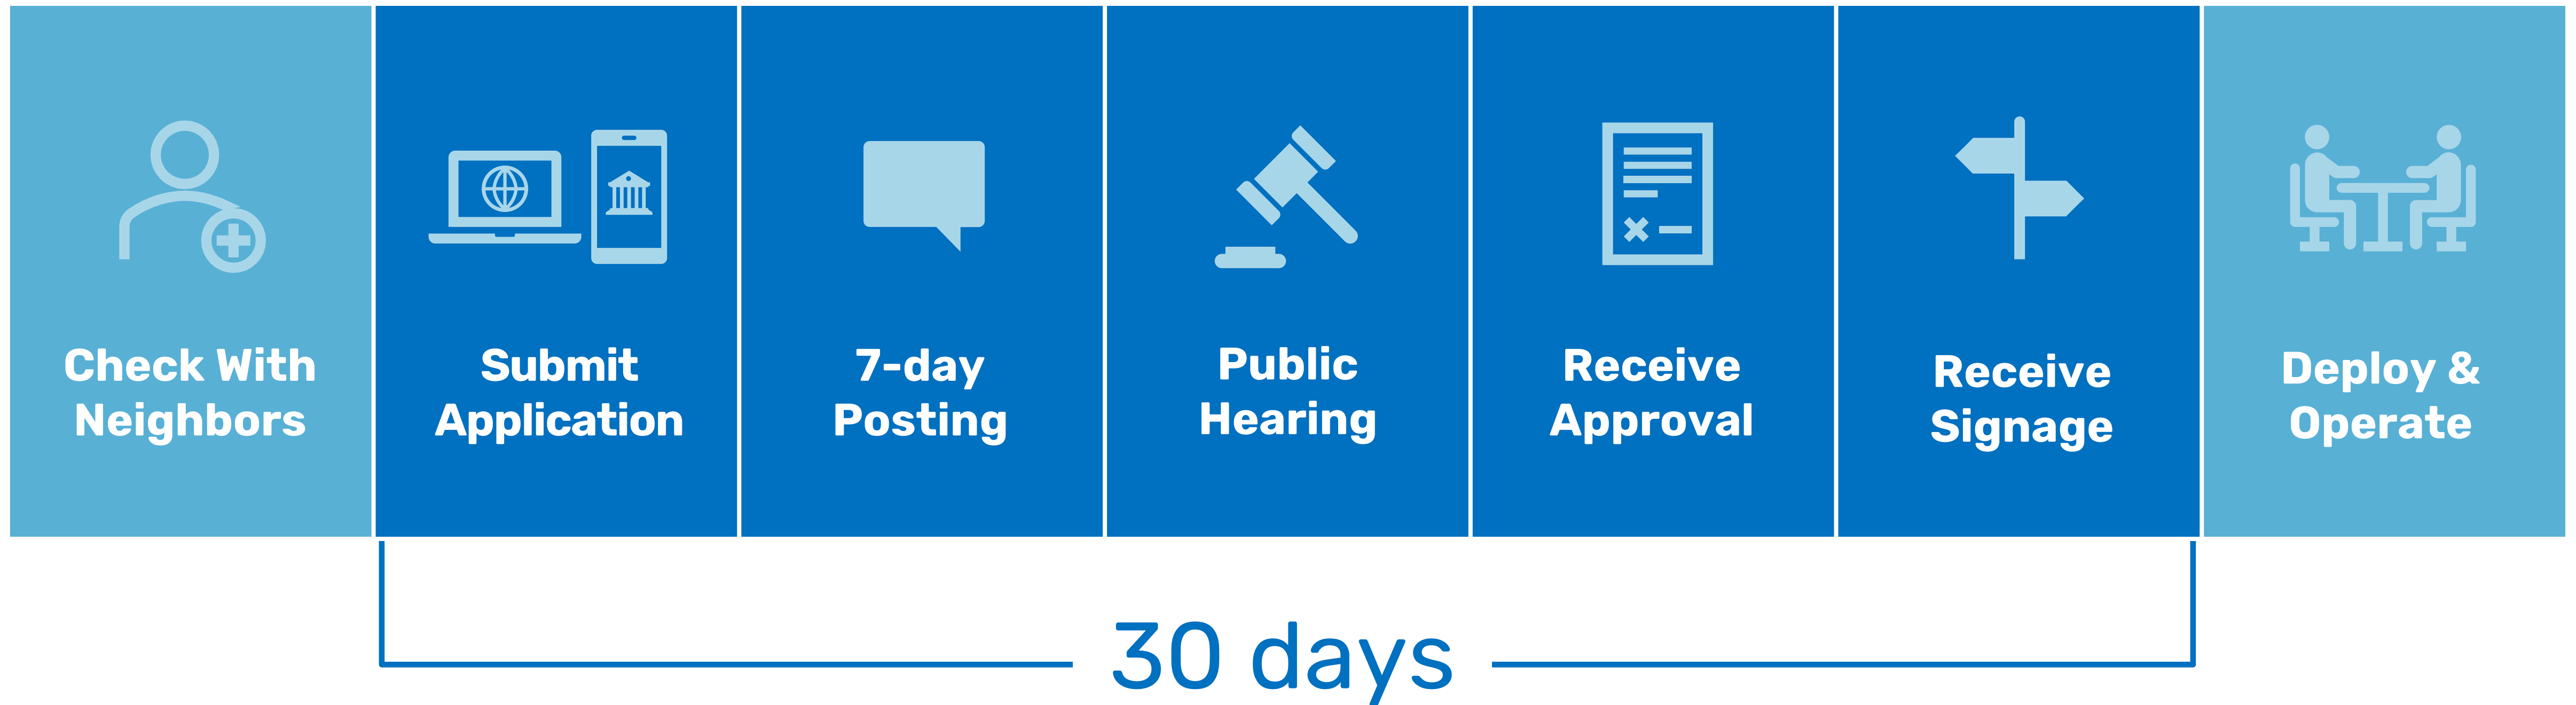 Check With
Neighbors
Submit
Application
7-day
Posting
Public
Hearing
Receive
Approval
Receive
Signage
Deploy &
Operate
30 days